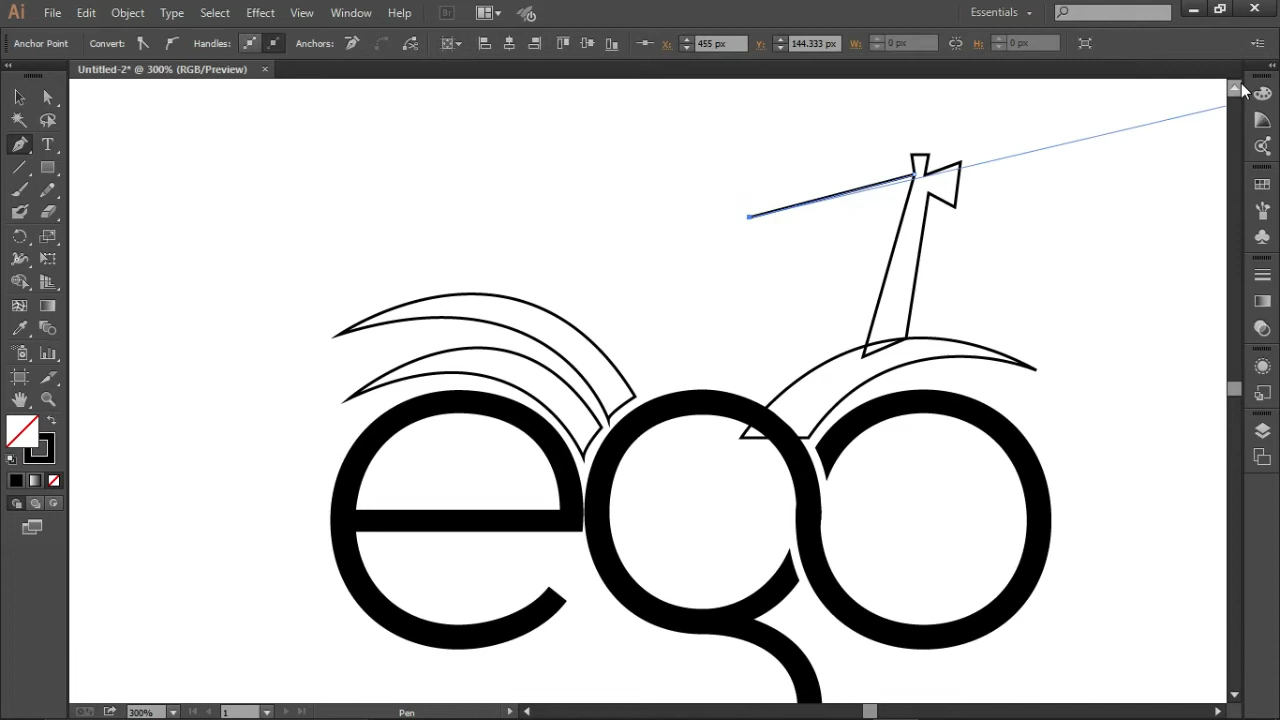 Ai File Edit Object Type Select Effect View Window Help Br Essentials
Anchor Point Convert: Handles: Anchors: X: 455 px Y: 144.333 px W: 0 px H: 0 px
Untitled-2* @ 300% (RGB/Preview) ×
T
ego
300% 1 Pen